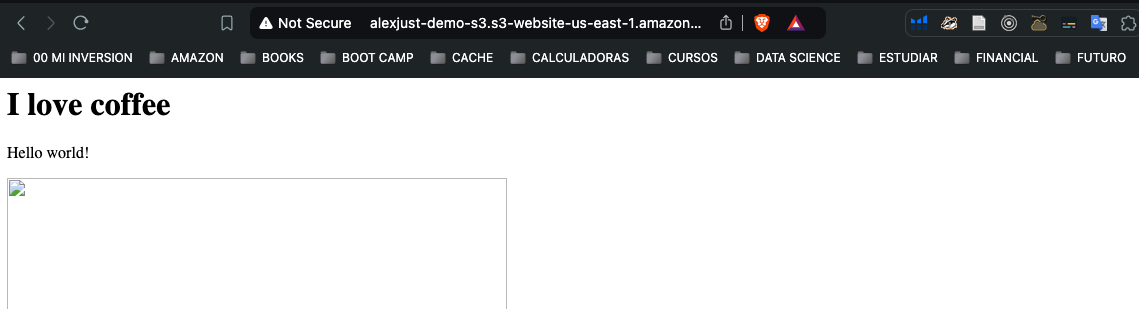 Not Secure alexjust-demo-s3.s3-website-us-east-1.amazon...
00 MI INVERSION AMAZON BOOKS BOOT CAMP CACHE CALCULADORAS CURSOS DATA SCIENCE ESTUDIAR FINANCIAL FUTURO
I love coffee
Hello world!